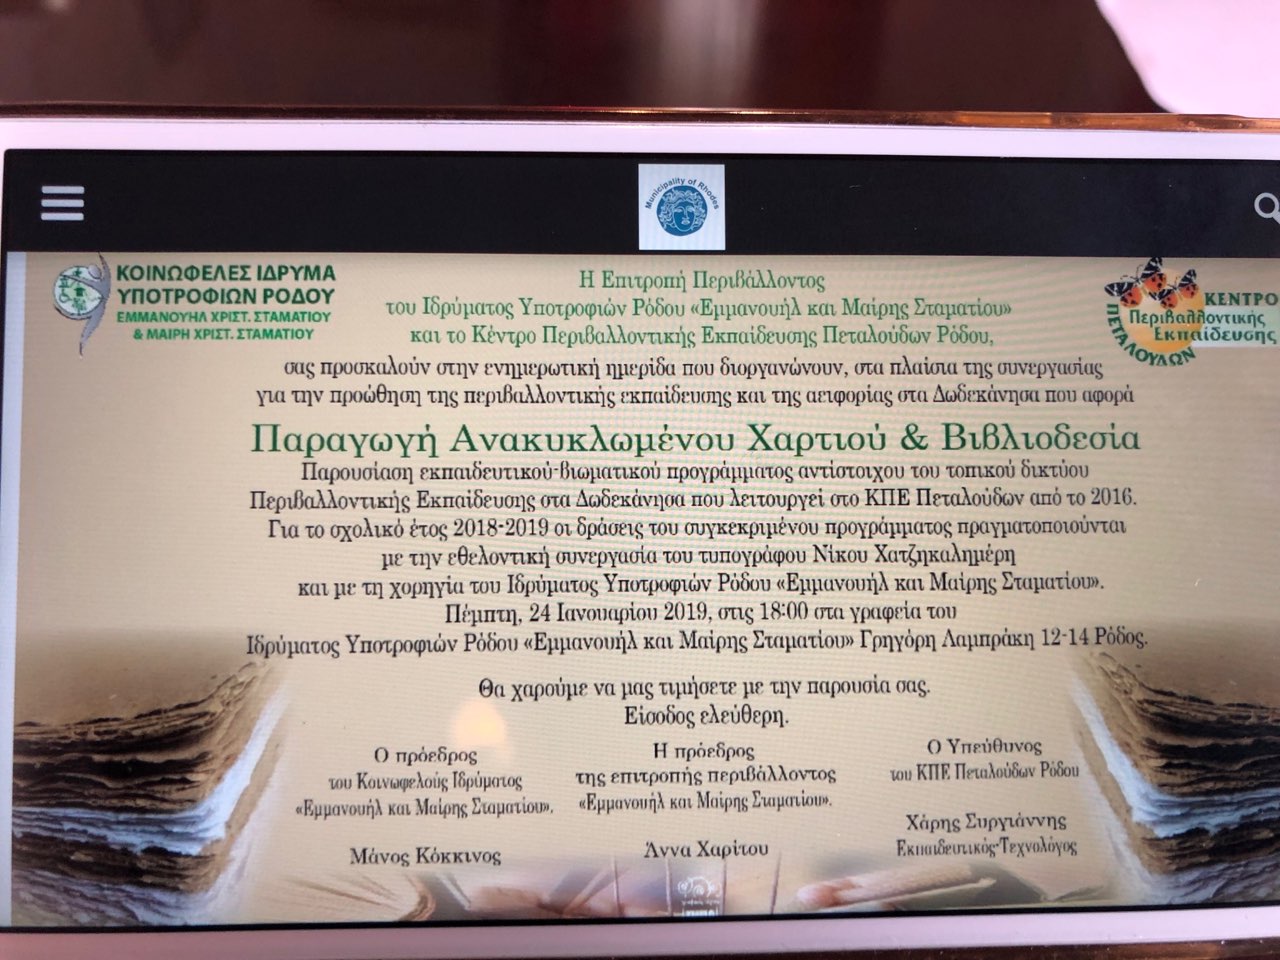 Municipality of Rhodes
ΚΟΙΝΩΦΕΛΕΣ ΙΔΡΥΜΑ
ΥΠΟΤΡΟΦΙΩΝ ΡΟΔΟΥ
ΕΜΜΑΝΟΥΗΛ ΧΡΙΣΤ. ΣΤΑΜΑΤΙΟΥ
& ΜΑΙΡΗ ΧΡΙΣΤ. ΣΤΑΜΑΤΙΟΥ
ΚΕΝΤΡΟ
Περιβαλλοντικής
Εκπαίδευσης
ΠΕΤΑΛΟΥΔΩΝ
Η Επιτροπή Περιβάλλοντος
του Ιδρύματος Υποτροφιών Ρόδου «Εμμανουήλ και Μαίρης Σταματίου»
και το Κέντρο Περιβαλλοντικής Εκπαίδευσης Πεταλούδων Ρόδου,
σας προσκαλούν στην ενημερωτική ημερίδα που διοργανώνουν, στα πλαίσια της συνεργασίας
για την προώθηση της περιβαλλοντικής εκπαίδευσης και της αειφορίας στα Δωδεκάνησα που αφορά
Παραγωγή Ανακυκλωμένου Χαρτιού & Βιβλιοδεσία
Παρουσίαση εκπαιδευτικού-βιωματικού προγράμματος αντίστοιχου του τοπικού δικτύου
Περιβαλλοντικής Εκπαίδευσης στα Δωδεκάνησα που λειτουργεί στο ΚΠΕ Πεταλούδων από το 2016.
Για το σχολικό έτος 2018-2019 οι δράσεις του συγκεκριμένου προγράμματος πραγματοποιούνται
με την εθελοντική συνεργασία του τυπογράφου Νίκου Χατζηκαλημέρη
και με τη χορηγία του Ιδρύματος Υποτροφιών Ρόδου «Εμμανουήλ και Μαίρης Σταματίου».
Πέμπτη, 24 Ιανουαρίου 2019, στις 18:00 στα γραφεία του
Ιδρύματος Υποτροφιών Ρόδου «Εμμανουήλ και Μαίρης Σταματίου» Γρηγόρη Λαμπράκη 12-14 Ρόδος.
Θα χαρούμε να μας τιμήσετε με την παρουσία σας.
Είσοδος ελεύθερη.
Ο πρόεδρος
του Κοινωφελούς Ιδρύματος
«Εμμανουήλ και Μαίρης Σταματίου».
Μάνος Κόκκινος
Η πρόεδρος
της επιτροπής περιβάλλοντος
«Εμμανουήλ και Μαίρης Σταματίου».
Άννα Χαρίτου
Ο Υπεύθυνος
του ΚΠΕ Πεταλούδων Ρόδου
Χάρης Συργιάννης
Εκπαιδευτικός-Τεχνολόγος